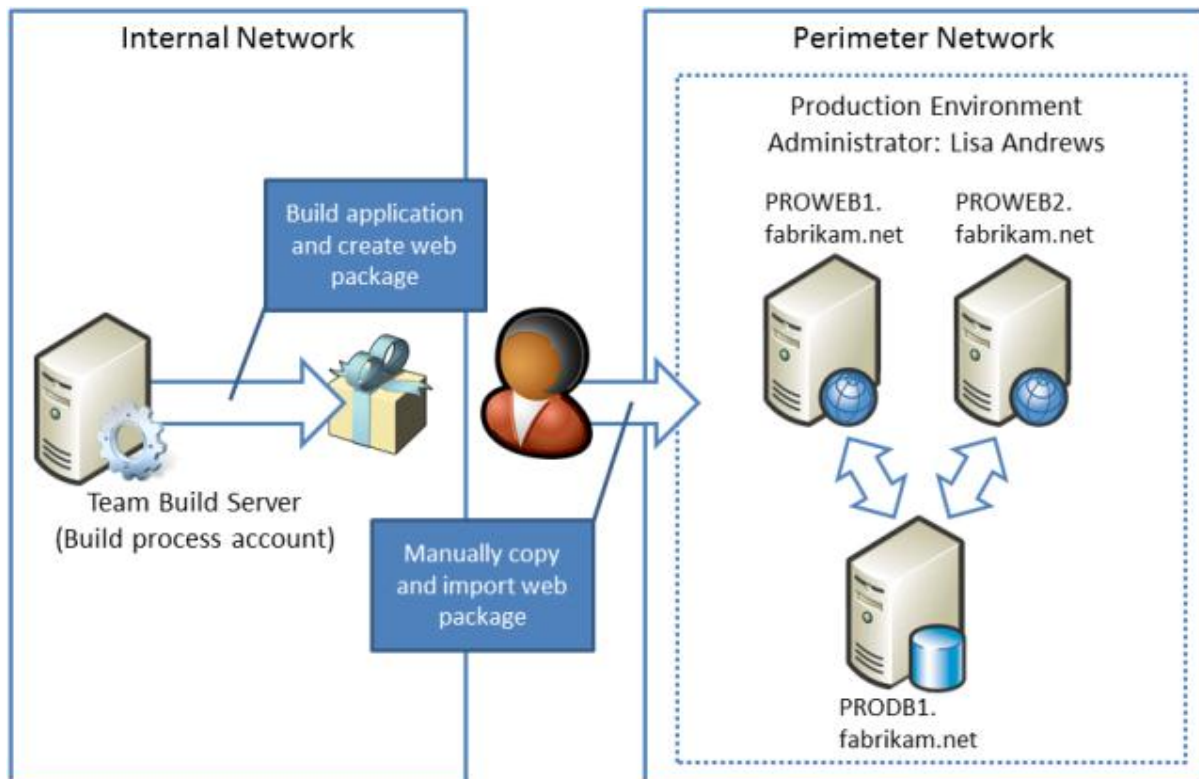 Internal Network
Build application
and create web
package
Team Build Server
(Build process account)
Manually copy
and import web
package
Perimeter Network
Production Environment
Administrator: Lisa Andrews
PROWEB1.
fabrikam.net
PROWEB2.
fabrikam.net
PRODB1.
fabrikam.net